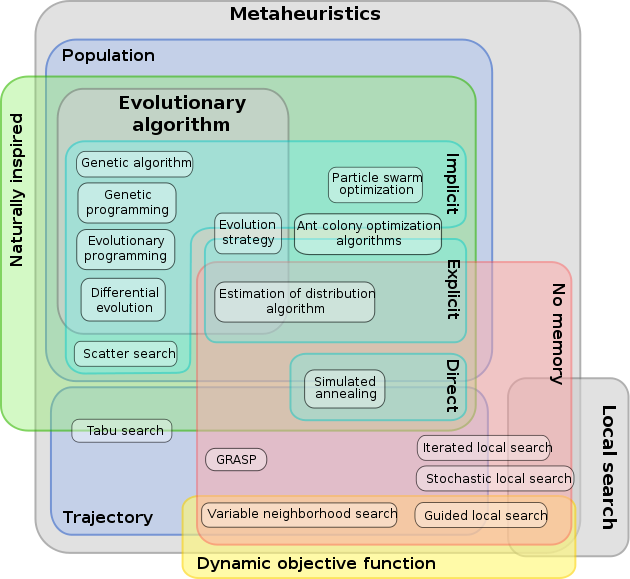 Metaheuristics
Population
Evolutionary
algorithm
Naturally inspired
Genetic algorithm
Implicit
Particle swarm
optimization
Genetic
programming
Evolution
strategy
Ant colony optimization
algorithms
Evolutionary
programming
Explicit
Differential
evolution
Estimation of distribution
algorithm
No memory
Scatter search
Direct
Simulated
annealing
Local search
Tabu search
GRASP
Iterated local search
Stochastic local search
Trajectory
Variable neighborhood search
Guided local search
Dynamic objective function